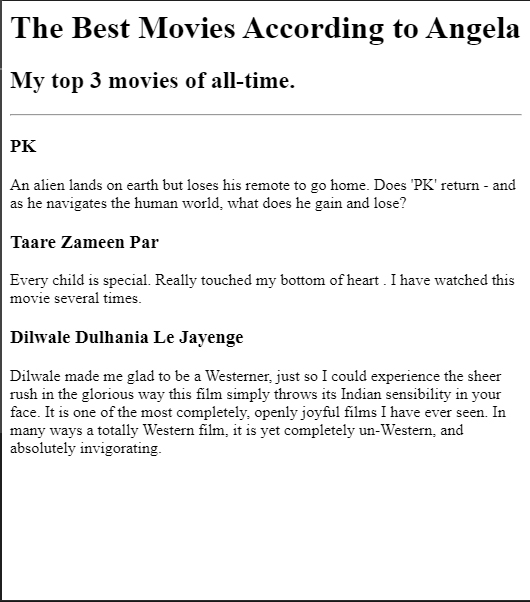 The Best Movies According to Angela
My top 3 movies of all-time.
PK
An alien lands on earth but loses his remote to go home. Does 'PK' return - and
as he navigates the human world, what does he gain and lose?
Taare Zameen Par
Every child is special. Really touched my bottom of heart . I have watched this
movie several times.
Dilwale Dulhania Le Jayenge
Dilwale made me glad to be a Westerner, just so I could experience the sheer
rush in the glorious way this film simply throws its Indian sensibility in your
face. It is one of the most completely, openly joyful films I have ever seen. In
many ways a totally Western film, it is yet completely un-Western, and
absolutely invigorating.